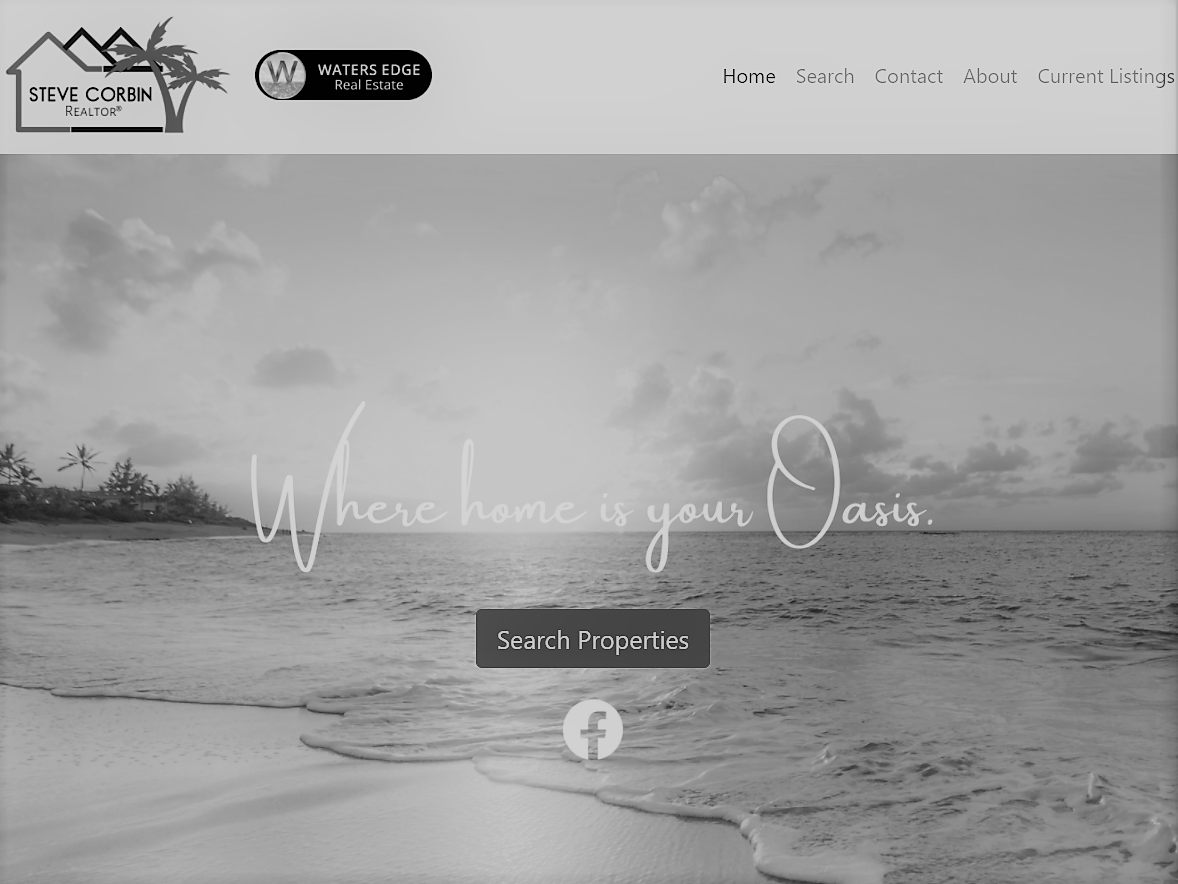 STEVE CORBIN
REALTOR®
W
WATERS EDGE
Real Estate
Home Search Contact About Current Listings
Where home is your Oasis.
Search Properties